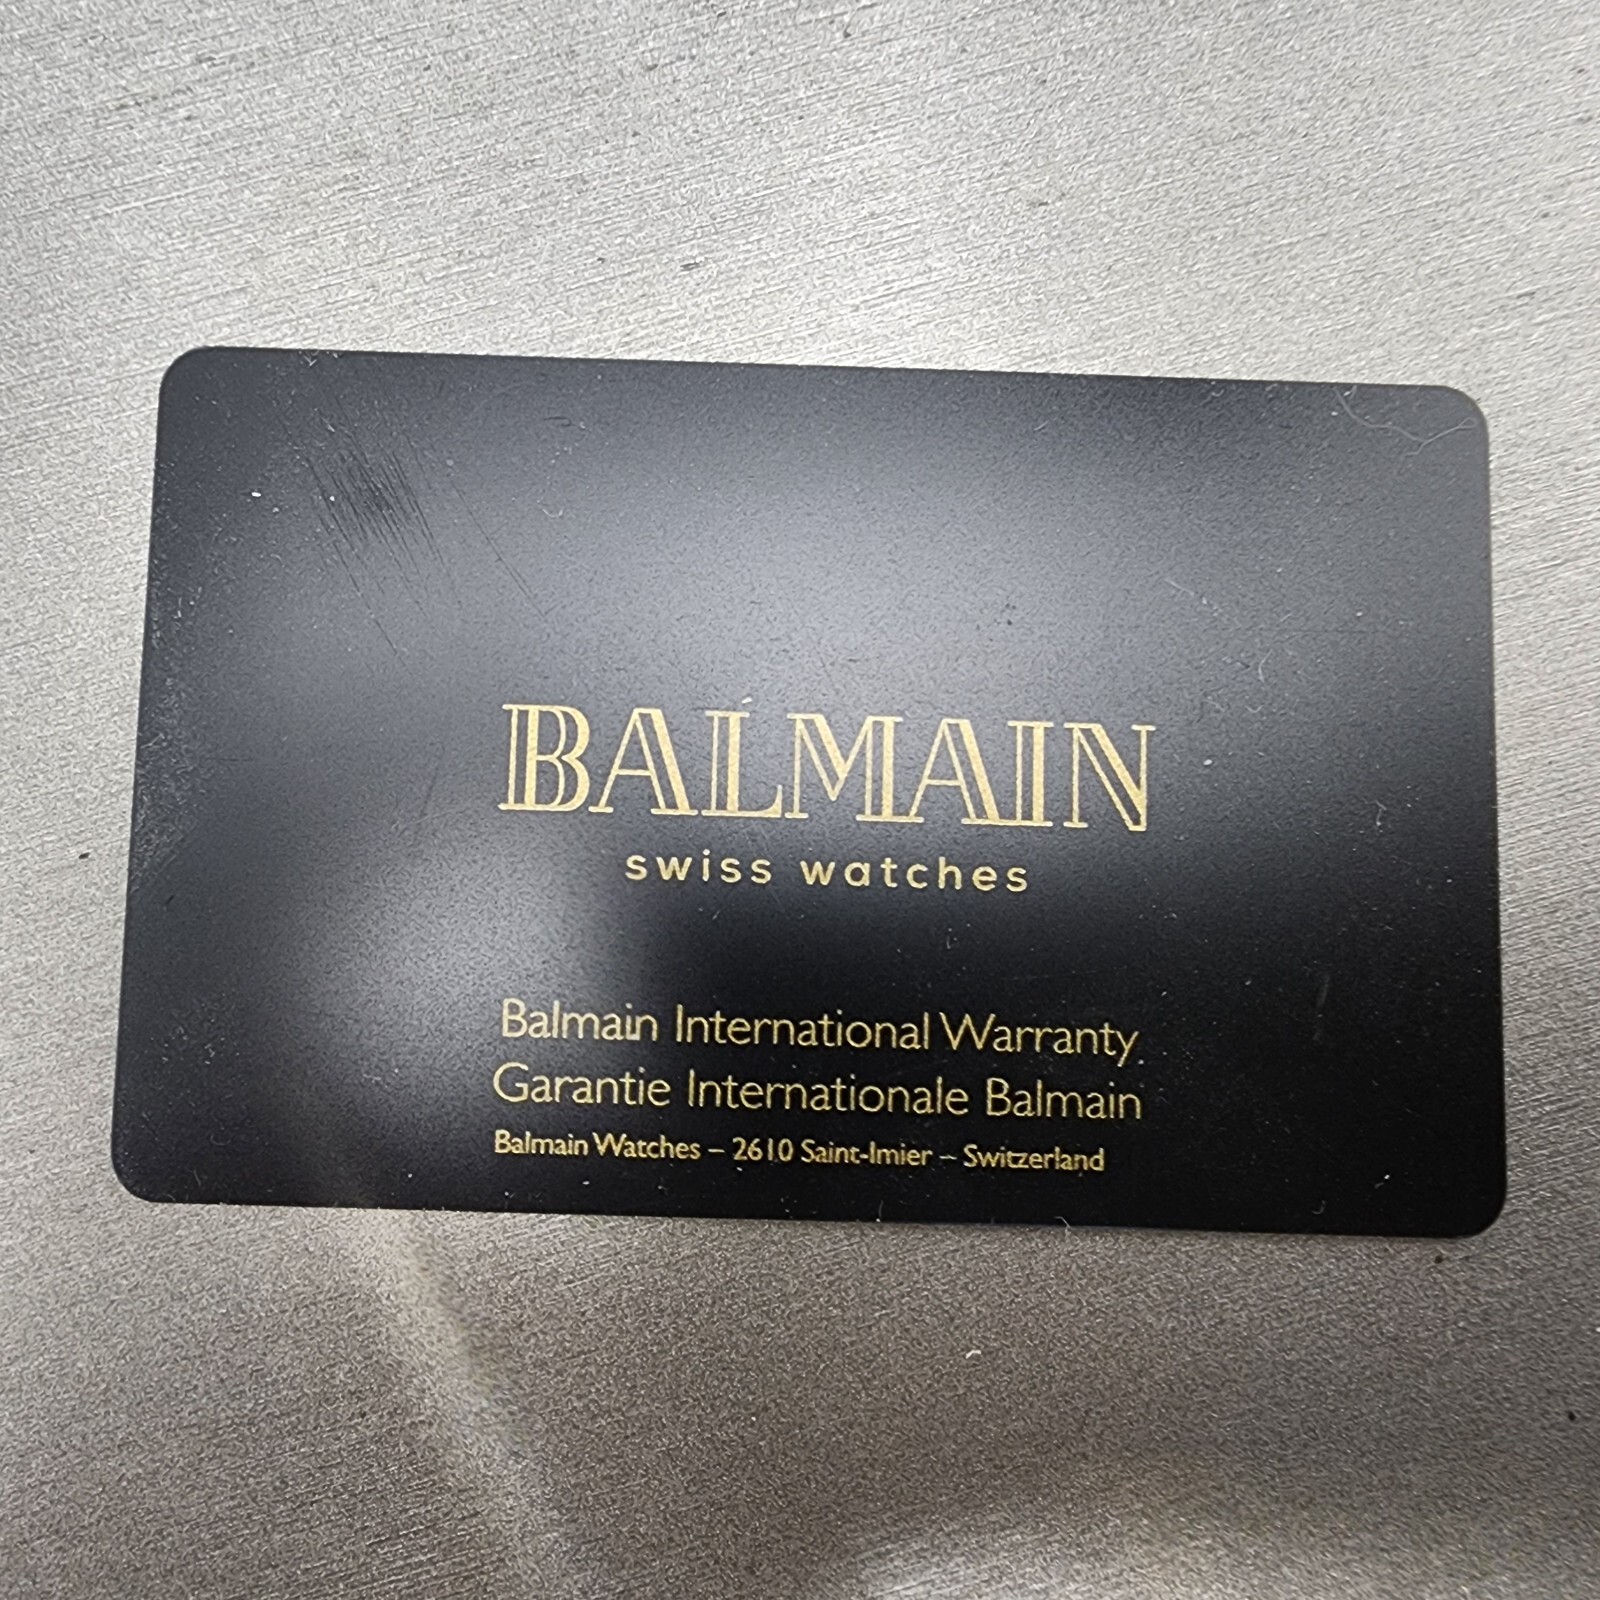 BALMAIN
swiss watches
Balmain International Warranty
Garantie Internationale Balmain
Balmain Watches – 2610 Saint-Imier – Switzerland